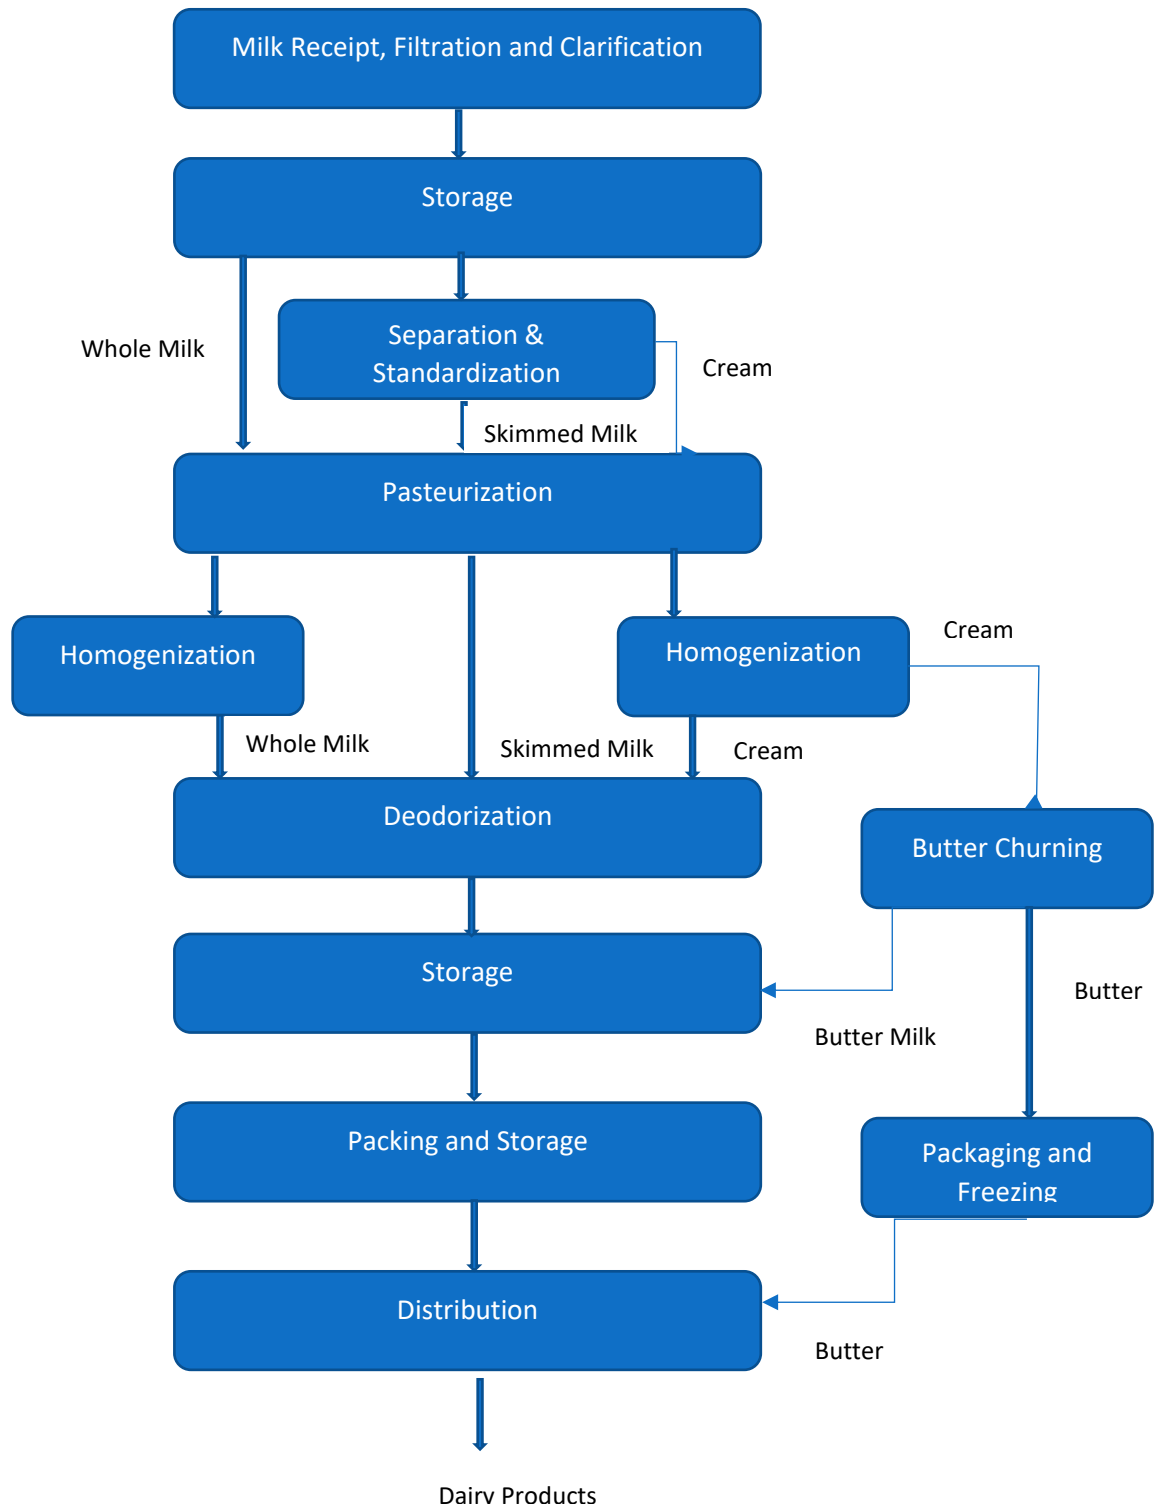 Milk Receipt, Filtration and Clarification
Storage
Separation &
Standardization
Whole Milk
Cream
Skimmed Milk
Pasteurization
Homogenization
Homogenization
Cream
Whole Milk
Skimmed Milk
Cream
Deodorization
Butter Churning
Storage
Butter
Butter Milk
Packing and Storage
Packaging and
Freezing
Distribution
Butter
Dairy Products